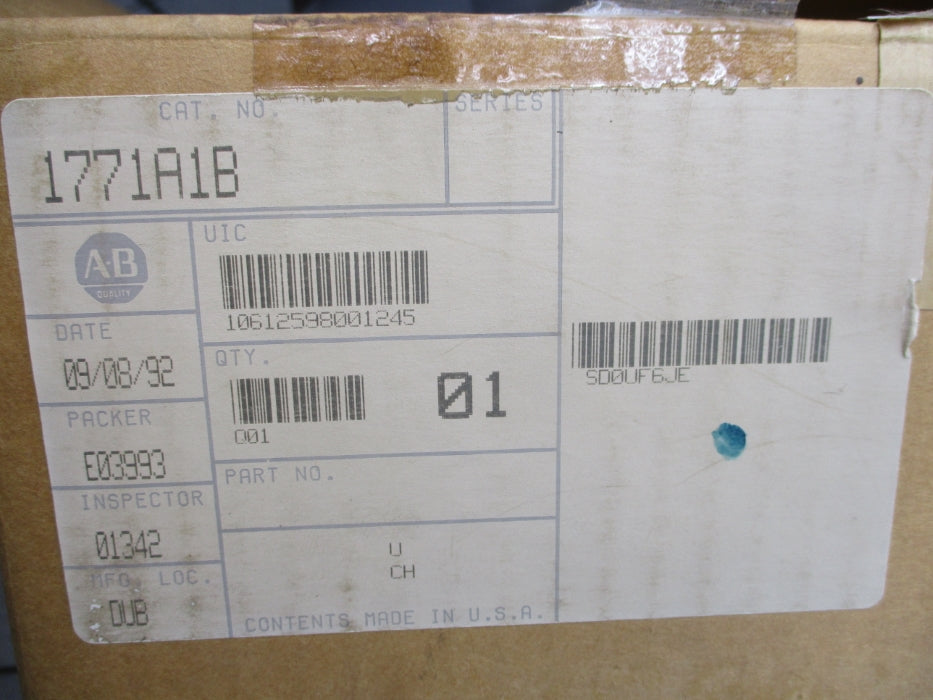 CAT. NO.
SERIES
1771A1B
A-B
QUALITY
UIC
10612598001245
DATE
09/08/92
QTY.
01
Q01
SD0UF6JE
PACKER
E03993
PART NO.
INSPECTOR
01342
U
CH
MFG. LOC.
DUB
CONTENTS MADE IN U.S.A.